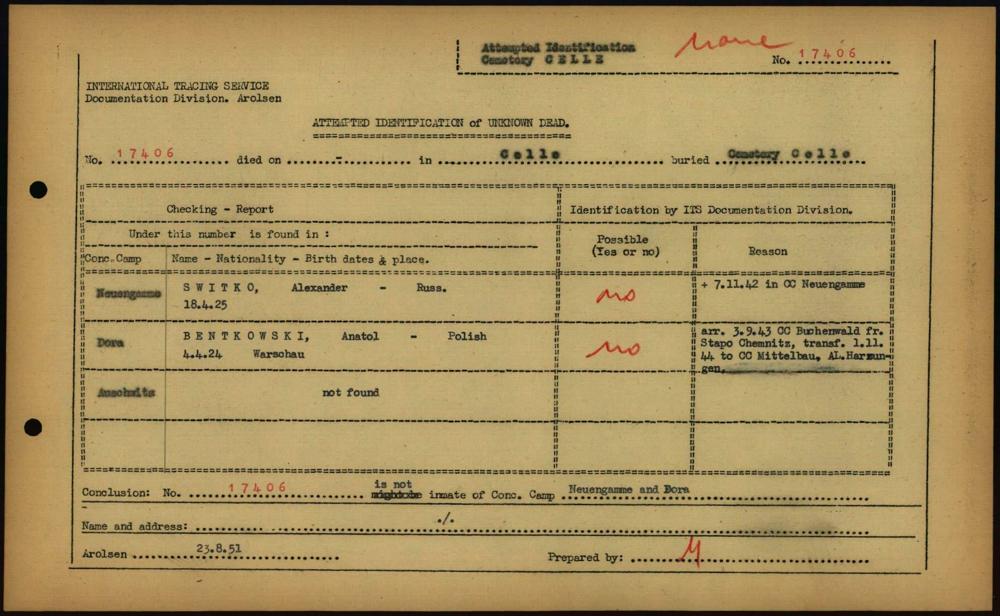 Attempted Identification
Cemetery CELLE
None
No. 17406
INTERNATIONAL TRACING SERVICE
Documentation Division. Arolsen
ATTEMPTED IDENTIFICATION of UNKNOWN DEAD.
No. 17406 died on - in Celle buried Cemetery Celle
Checking - Report
Identification by ITS Documentation Division.
Under this number is found in :
Possible
(Yes or no)
Reason
Conc.Camp
Name - Nationality - Birth dates & place.
Neuengamme
SWITKO, Alexander - Russ.
18.4.25
no
+ 7.11.42 in CC Neuengamme
Dora
BENTKOWSKI, Anatol - Polish
4.4.24 Warschau
no
arr. 3.9.43 CC Buchenwald fr.
Stapo Chemnitz, transf. 1.11.
44 to CC Mittelbau, AL.Harzun-
gen.
Auschwitz
not found
is not
Conclusion: No. 17406 inmate of Conc. Camp Neuengamme and Dora
Name and address: ./.
Arolsen 23.8.51
Prepared by: